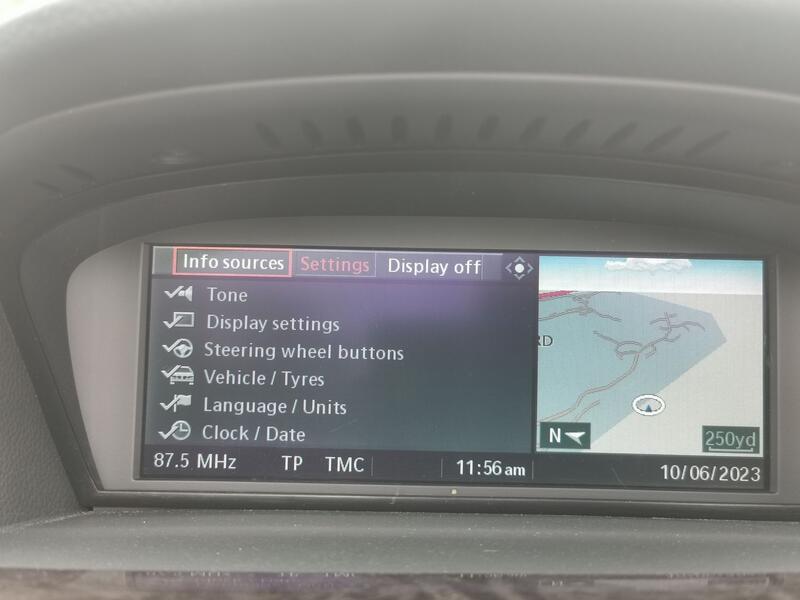 Info sources Settings Display off
Tone
Display settings
Steering wheel buttons
Vehicle / Tyres
Language / Units
Clock / Date
RD
N
250yd
87.5 MHz TP TMC 11:56 am 10/06/2023